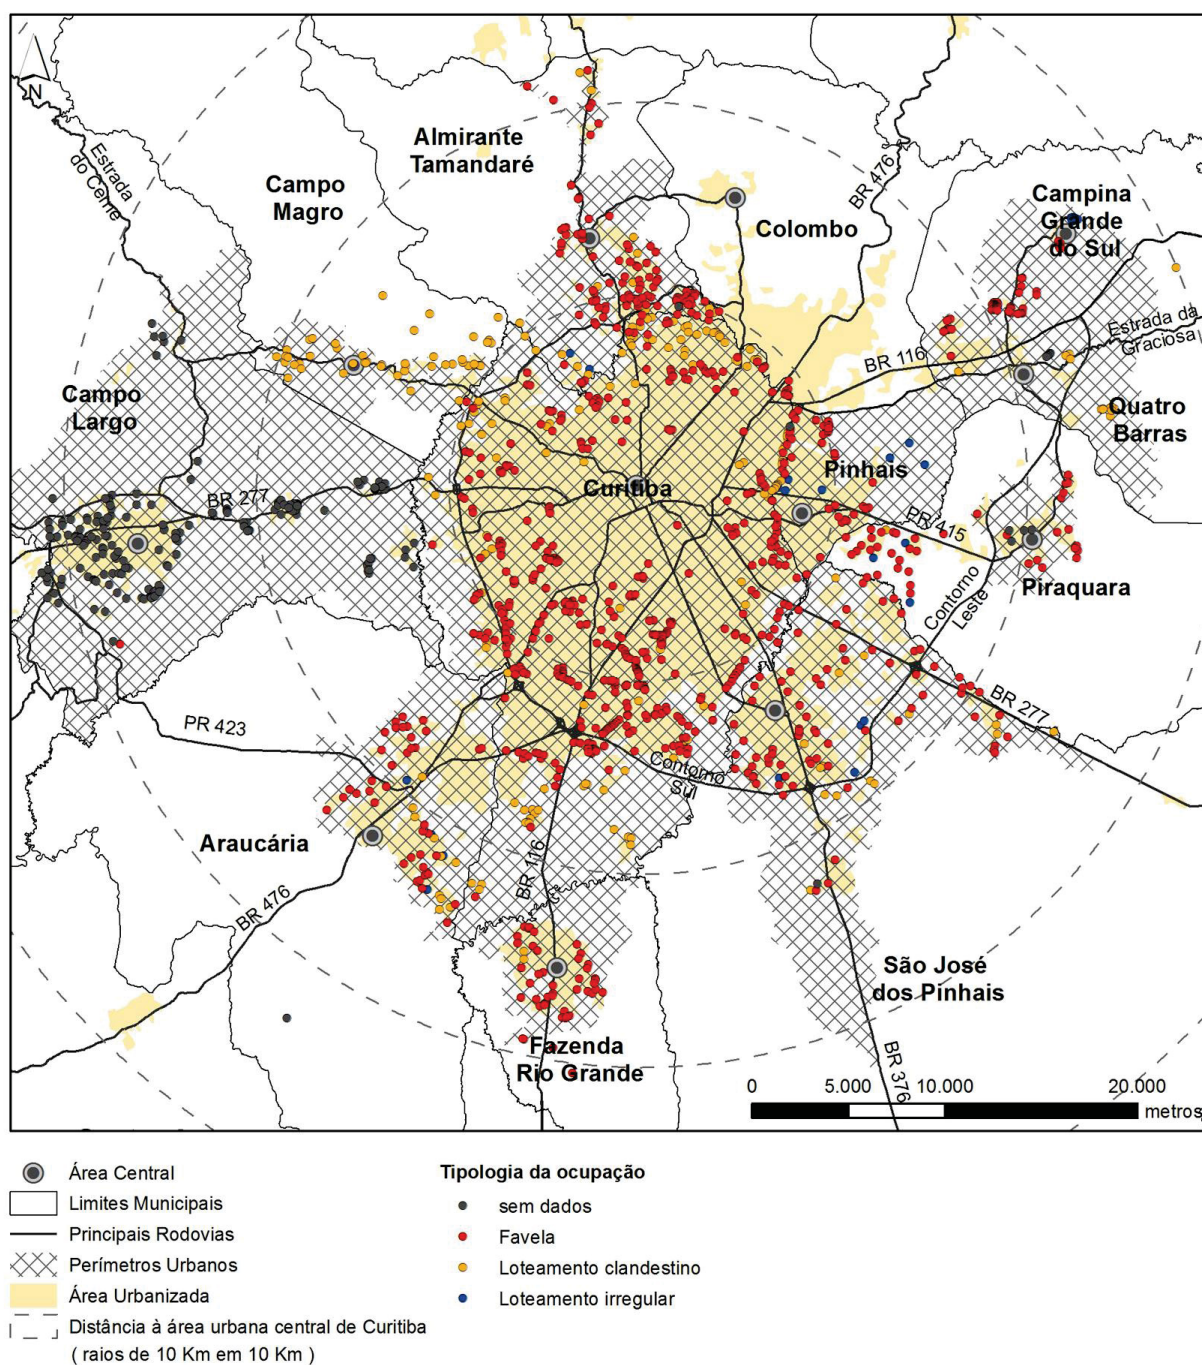 N
Estrada
do Cerne
Almirante
Tamandaré
Campo
Magro
BR 476
Colombo
Campina
Grande
do Sul
Estrada da
Graciosa
BR 116
Campo
Largo
Quatro
Barras
Pinhais
Curitiba
BR 277
PR 415
Contorno
Leste
Piraquara
BR 277
PR 423
Contorno
Sul
Araucária
BR 116
BR 476
São José
dos Pinhais
Fazenda
Rio Grande
BR 376
0 5.000 10.000 20.000
metros
Área Central
Limites Municipais
Principais Rodovias
Perímetros Urbanos
Área Urbanizada
Distância à área urbana central de Curitiba
( raios de 10 Km em 10 Km )
Tipologia da ocupação
sem dados
Favela
Loteamento clandestino
Loteamento irregular